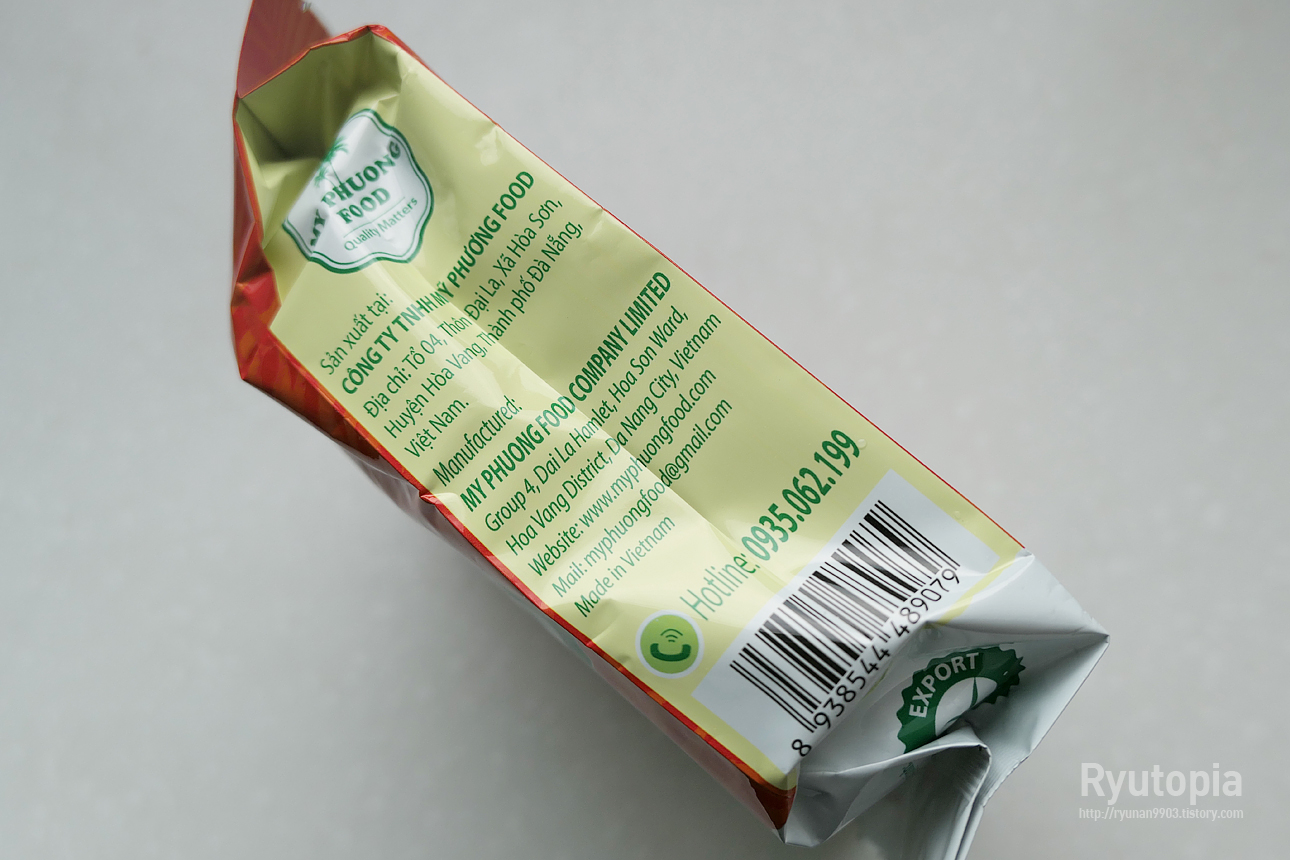 MY PHUONG
FOOD
Quality Matters
Sản xuất tại:
CÔNG TY TNHH MỸ PHƯƠNG FOOD
Địa chỉ: Tổ 04, Thôn Đại La, Xã Hòa Sơn,
Huyện Hòa Vang, Thành phố Đà Nẵng,
Việt Nam.
Manufactured:
MY PHUONG FOOD COMPANY LIMITED
Group 4, Dai La Hamlet, Hoa Son Ward,
Hoa Vang District, Da Nang City, Vietnam
Website: www.myphuongfood.com
Mail: myphuongfood@gmail.com
Made in Vietnam
Hotline: 0935.062.199
8 938544 489079
EXPORT
Ryutopia
http://ryunan9903.tistory.com